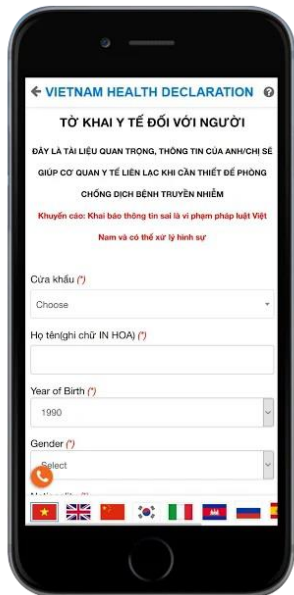 VIETNAM HEALTH DECLARATION
TỜ KHAI Y TẾ ĐỐI VỚI NGƯỜI
ĐÂY LÀ TÀI LIỆU QUAN TRỌNG, THÔNG TIN CỦA ANH/CHỊ SẼ
GIÚP CƠ QUAN Y TẾ LIÊN LẠC KHI CẦN THIẾT ĐỂ PHÒNG
CHỐNG DỊCH BỆNH TRUYỀN NHIỄM
Khuyến cáo: Khai báo thông tin sai là vi phạm pháp luật Việt
Nam và có thể xử lý hình sự
Cửa khẩu (*)
Choose
Họ tên(ghi chữ IN HOA) (*)
Year of Birth (*)
1990
Gender (*)
Select